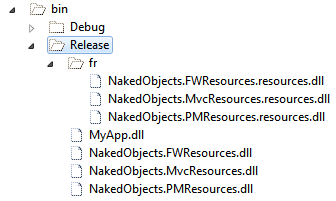 bin
Debug
Release
fr
NakedObjects.FWResources.resources.dll
NakedObjects.MvcResources.resources.dll
NakedObjects.PMResources.resources.dll
MyApp.dll
NakedObjects.FWResources.dll
NakedObjects.MvcResources.dll
NakedObjects.PMResources.dll